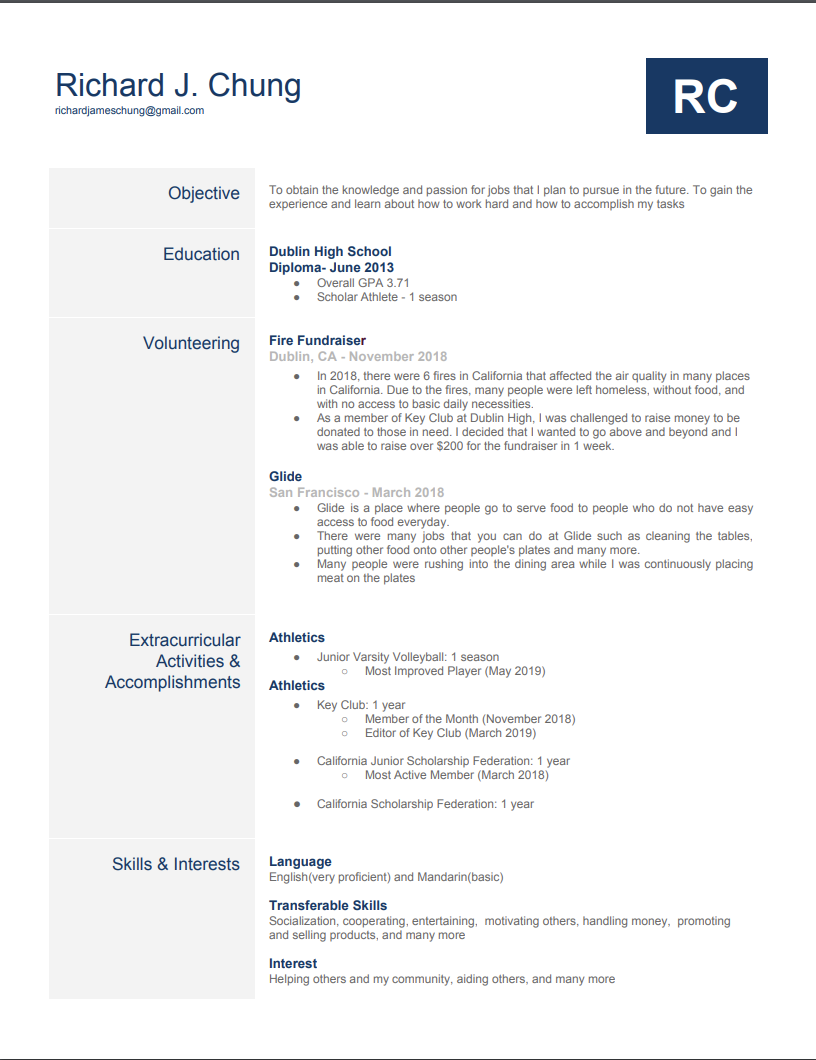 Richard J. Chung
richardjameschung@gmail.com
RC
Objective
To obtain the knowledge and passion for jobs that I plan to pursue in the future. To gain the
experience and learn about how to work hard and how to accomplish my tasks
Education
Dublin High School
Diploma- June 2013
● Overall GPA 3.71
● Scholar Athlete - 1 season
Volunteering
Fire Fundraiser
Dublin, CA - November 2018
● In 2018, there were 6 fires in California that affected the air quality in many places
in California. Due to the fires, many people were left homeless, without food, and
with no access to basic daily necessities.
● As a member of Key Club at Dublin High, I was challenged to raise money to be
donated to those in need. I decided that I wanted to go above and beyond and I
was able to raise over $200 for the fundraiser in 1 week.
Glide
San Francisco - March 2018
● Glide is a place where people go to serve food to people who do not have easy
access to food everyday.
● There were many jobs that you can do at Glide such as cleaning the tables,
putting other food onto other people's plates and many more.
● Many people were rushing into the dining area while I was continuously placing
meat on the plates
Extracurricular
Activities &
Accomplishments
Athletics
● Junior Varsity Volleyball: 1 season
○ Most Improved Player (May 2019)
Athletics
● Key Club: 1 year
○ Member of the Month (November 2018)
○ Editor of Key Club (March 2019)
● California Junior Scholarship Federation: 1 year
○ Most Active Member (March 2018)
● California Scholarship Federation: 1 year
Skills & Interests
Language
English(very proficient) and Mandarin(basic)
Transferable Skills
Socialization, cooperating, entertaining,  motivating others, handling money,  promoting
and selling products, and many more
Interest
Helping others and my community, aiding others, and many more